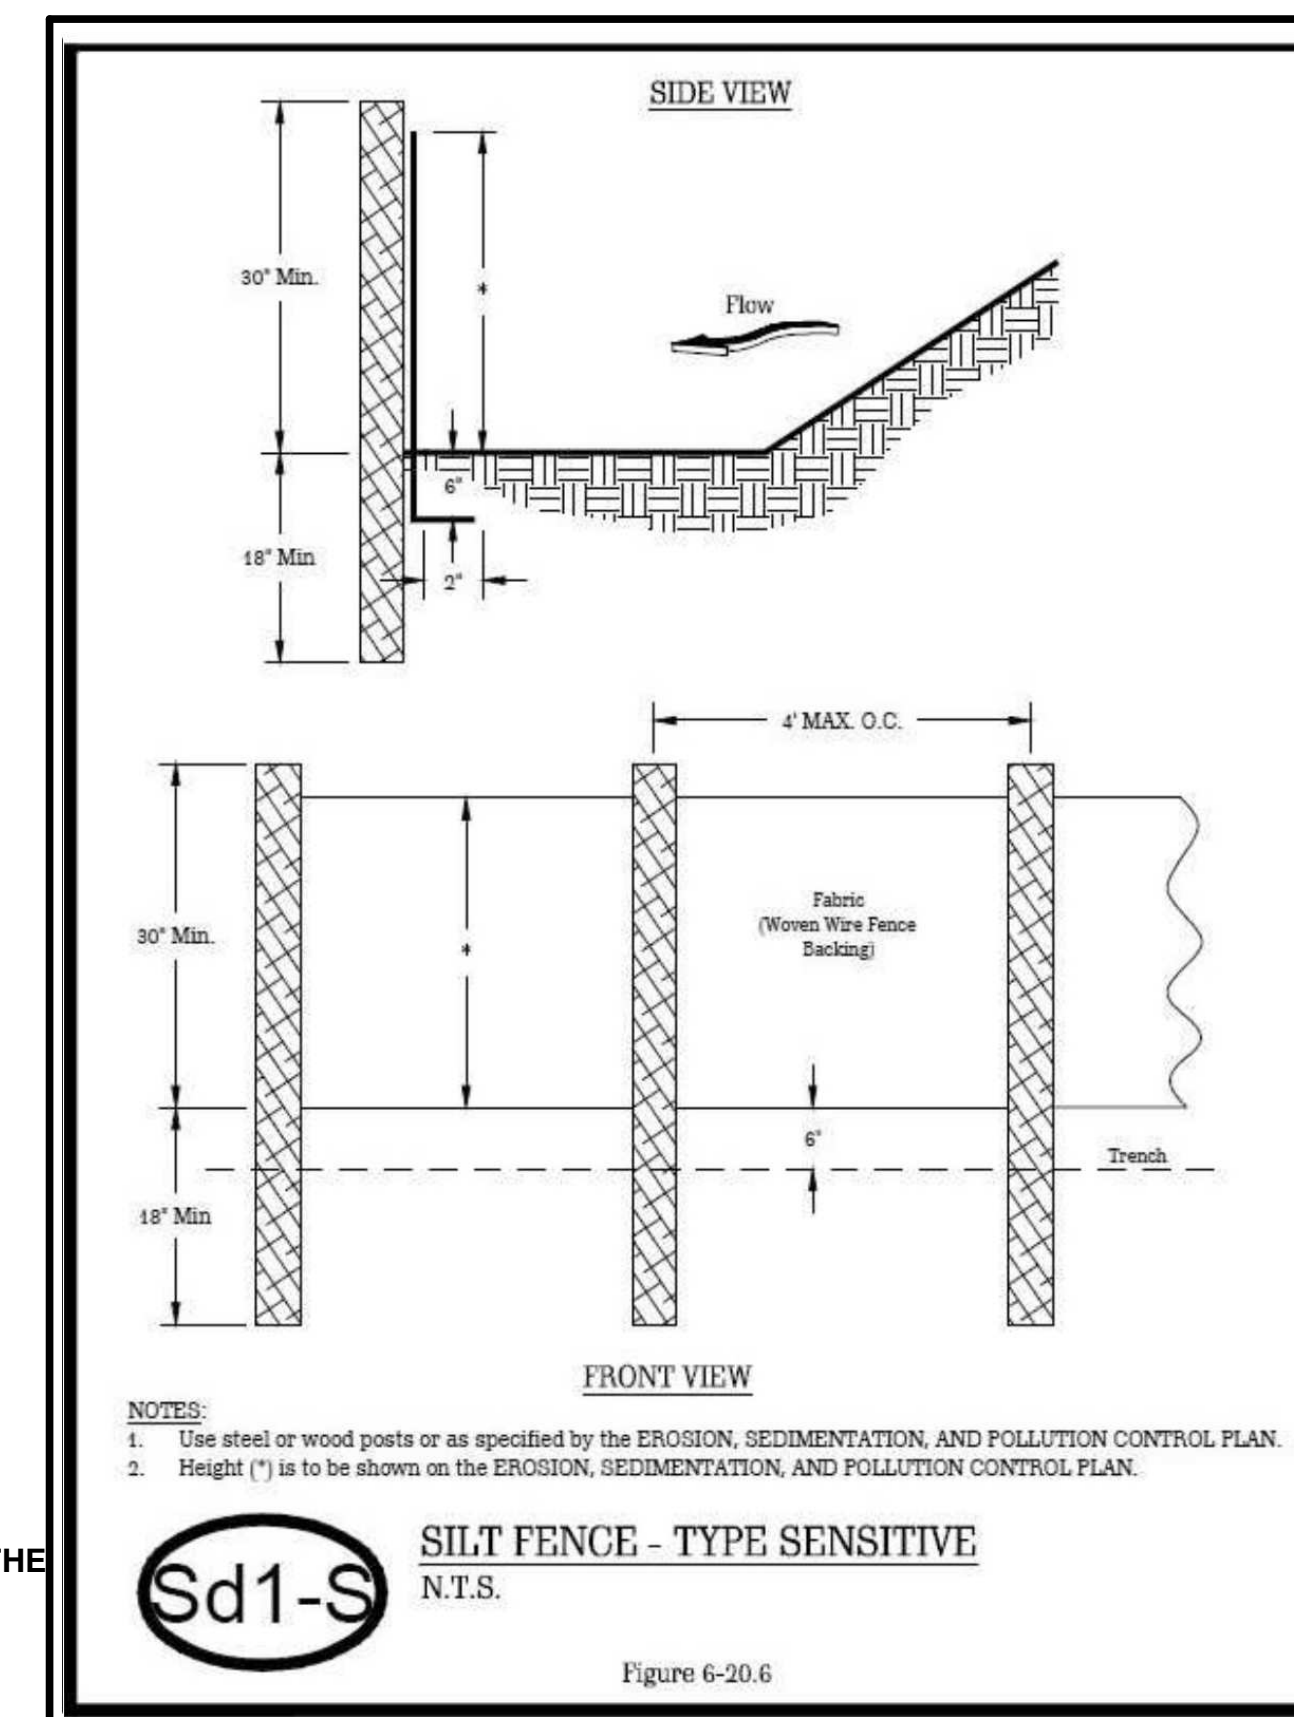 SIDE VIEW
30" Min.
*
Flow
6"
18" Min
2"
4' MAX. O.C.
30" Min.
*
Fabric
(Woven Wire Fence
Backing)
6"
Trench
18" Min
FRONT VIEW
NOTES:
1. Use steel or wood posts or as specified by the EROSION, SEDIMENTATION, AND POLLUTION CONTROL PLAN.
2. Height (*) is to be shown on the EROSION, SEDIMENTATION, AND POLLUTION CONTROL PLAN.
THE
Sd1-S
SILT FENCE - TYPE SENSITIVE
N.T.S.
Figure 6-20.6